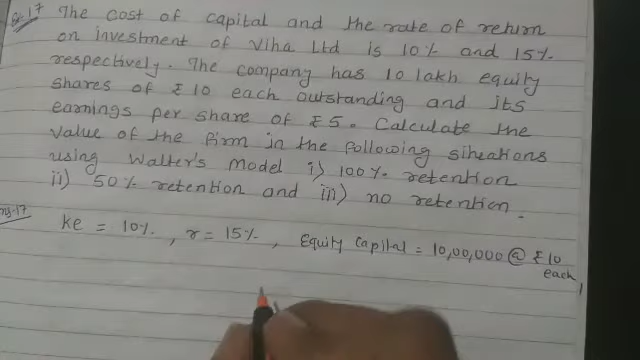 Q-17 The cost of capital and the rate of return
on investment of Viha Ltd is 10% and 15%
respectively. The company has 10 lakh equity
shares of ₹10 each outstanding and its
earnings per share of ₹5. Calculate the
value of the firm in the following siteations
using Walter's model i) 100% retention
ii) 50% retention and iii) no retention.
Ke = 10%, r = 15%, Equity Capital = 10,00,000 @ ₹10
each,